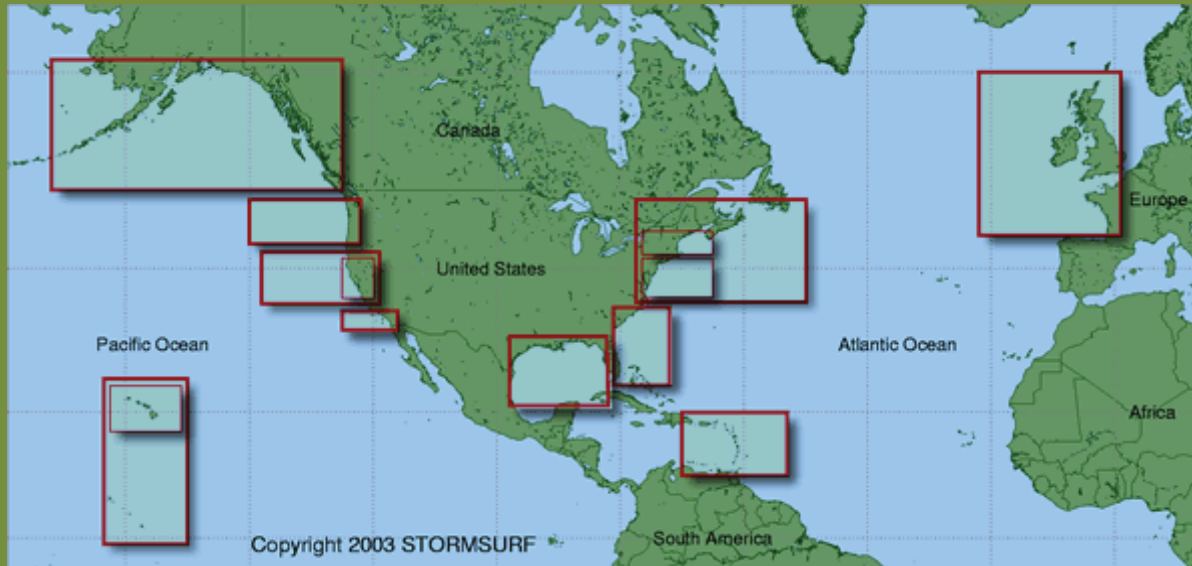 Canada
Europe
United States
Pacific Ocean
Atlantic Ocean
Africa
South America
Copyright 2003 STORMSURF